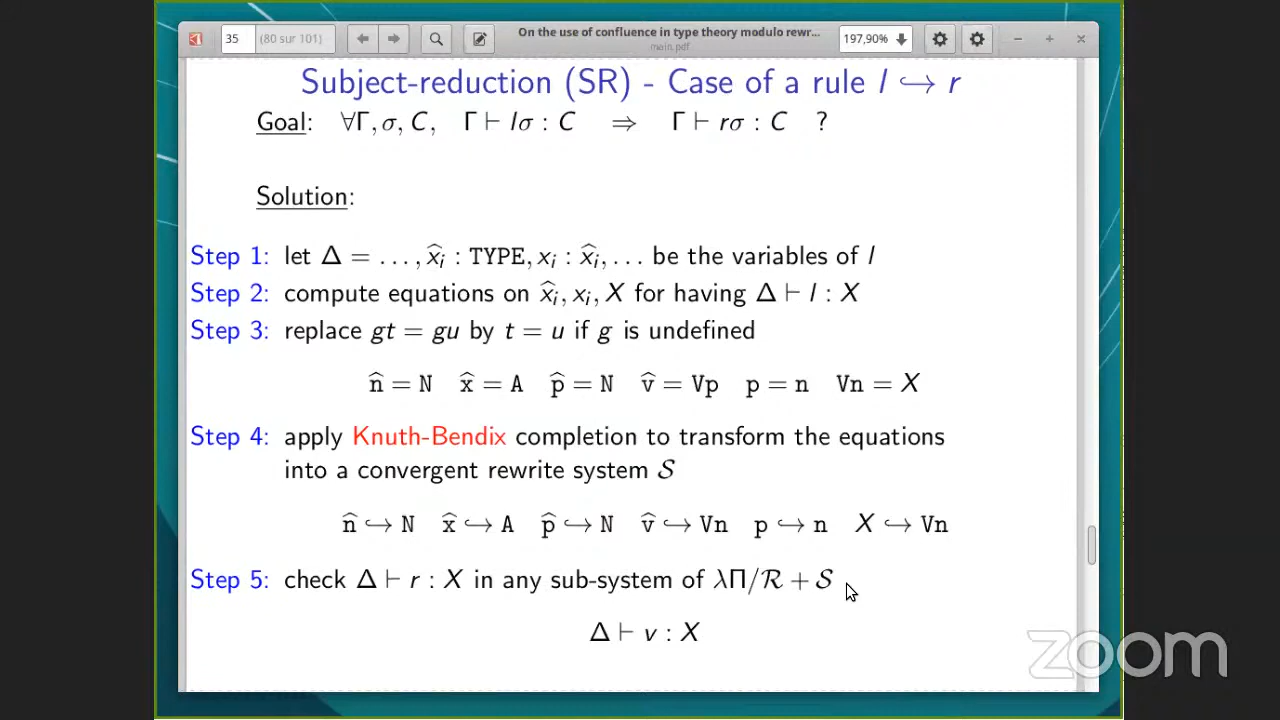 35 (80 sur 101) On the use of confluence in type theory modulo rewr... 197,90%
main.pdf
Subject-reduction (SR) - Case of a rule l ↪ r
Goal: ∀Γ, σ, C, Γ ⊢ lσ : C ⇒ Γ ⊢ rσ : C ?
Solution:
Step 1: let Δ = ..., x̂ᵢ : TYPE, xᵢ : x̂ᵢ, ... be the variables of l
Step 2: compute equations on x̂ᵢ, xᵢ, X for having Δ ⊢ l : X
Step 3: replace gt = gu by t = u if g is undefined
n̂ = N x̂ = A p̂ = N v̂ = Vp p = n Vn = X
Step 4: apply Knuth-Bendix completion to transform the equations
into a convergent rewrite system 𝒮
n̂ ↪ N x̂ ↪ A p̂ ↪ N v̂ ↪ Vn p ↪ n X ↪ Vn
Step 5: check Δ ⊢ r : X in any sub-system of λΠ/ℛ + 𝒮
Δ ⊢ v : X
zoom